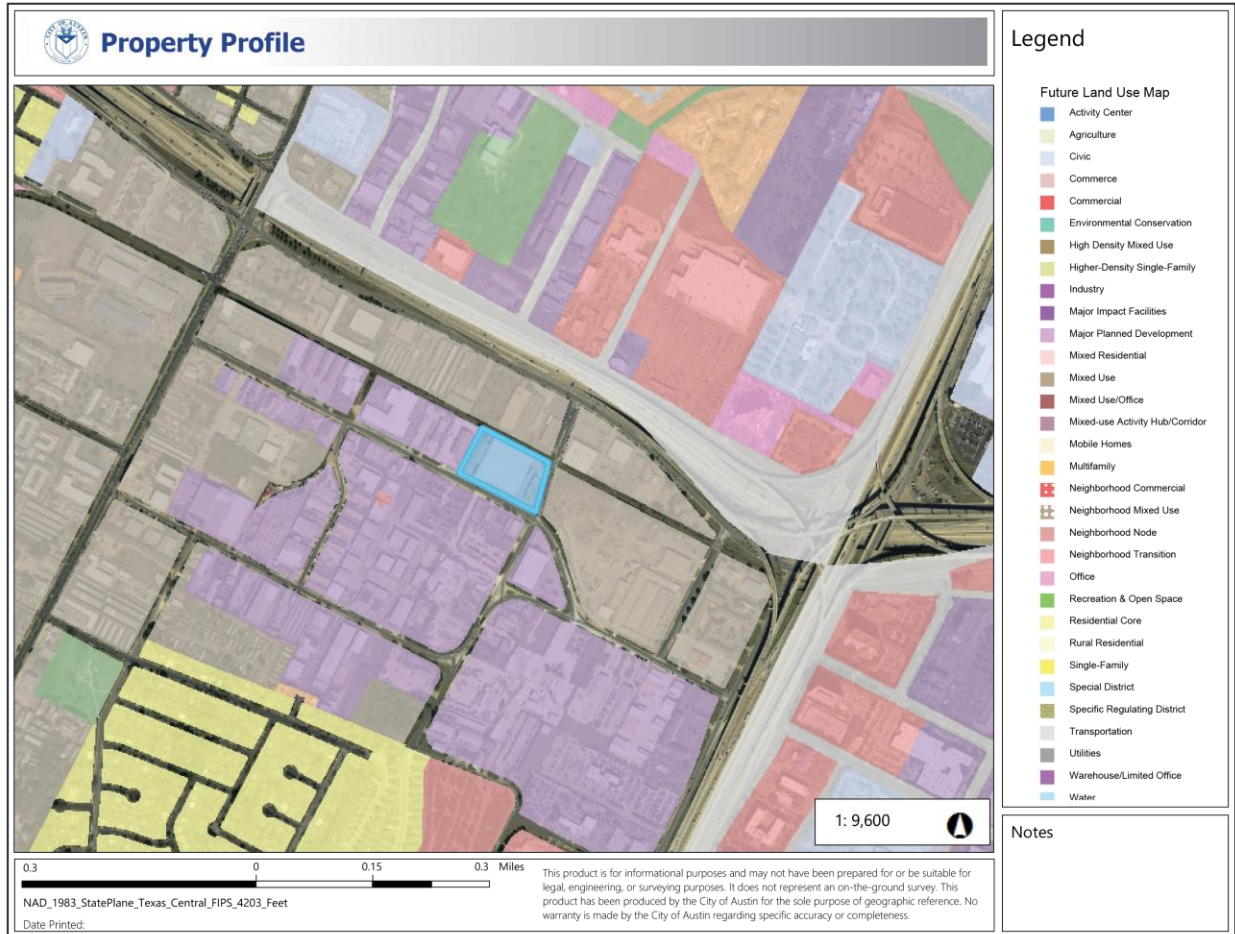 CITY OF AUSTIN
Property Profile
Legend
Future Land Use Map
Activity Center
Agriculture
Civic
Commerce
Commercial
Environmental Conservation
High Density Mixed Use
Higher-Density Single-Family
Industry
Major Impact Facilities
Major Planned Development
Mixed Residential
Mixed Use
Mixed Use/Office
Mixed-use Activity Hub/Corridor
Mobile Homes
Multifamily
Neighborhood Commercial
Neighborhood Mixed Use
Neighborhood Node
Neighborhood Transition
Office
Recreation & Open Space
Residential Core
Rural Residential
Single-Family
Special District
Specific Regulating District
Transportation
Utilities
Warehouse/Limited Office
Water
1: 9,600
Notes
0.3 0 0.15 0.3 Miles
NAD_1983_StatePlane_Texas_Central_FIPS_4203_Feet
Date Printed:
This product is for informational purposes and may not have been prepared for or be suitable for
legal, engineering, or surveying purposes. It does not represent an on-the-ground survey. This
product has been produced by the City of Austin for the sole purpose of geographic reference. No
warranty is made by the City of Austin regarding specific accuracy or completeness.